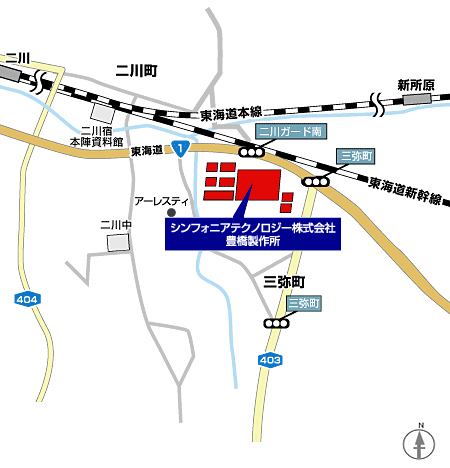 二川
二川町
新所原
東海道本線
二川宿
本陣資料館
二川ガード南
東海道
1
三弥町
東海道新幹線
アーレスティ
二川中
シンフォニアテクノロジー株式会社
豊橋製作所
三弥町
404
三弥町
403
N